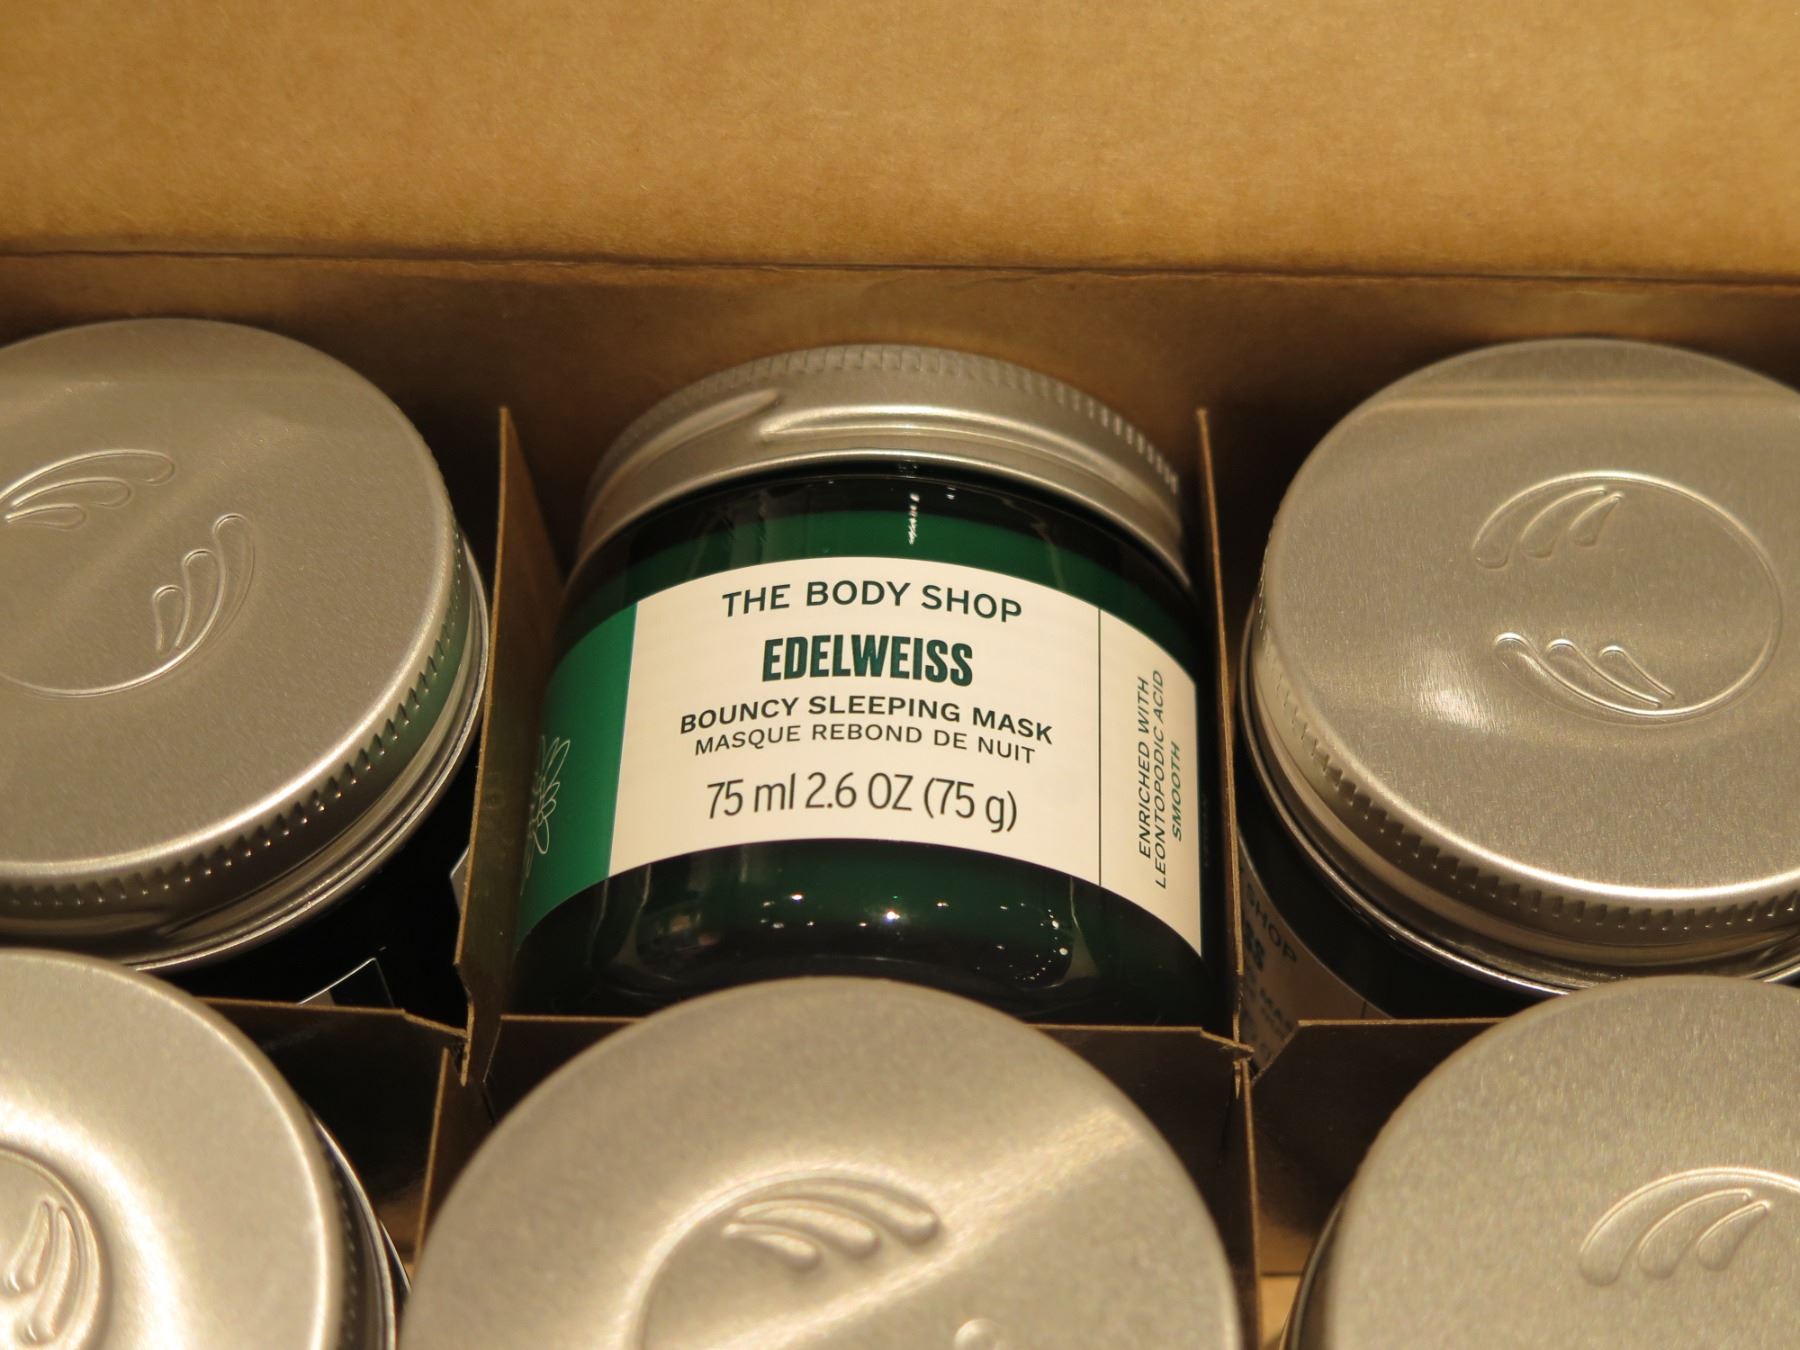 THE BODY SHOP
EDELWEISS
BOUNCY SLEEPING MASK
MASQUE REBOND DE NUIT
75 ml 2.6 OZ (75 g)
ENRICHED WITH
LEONTOPODIC ACID
SMOOTH
SHOP